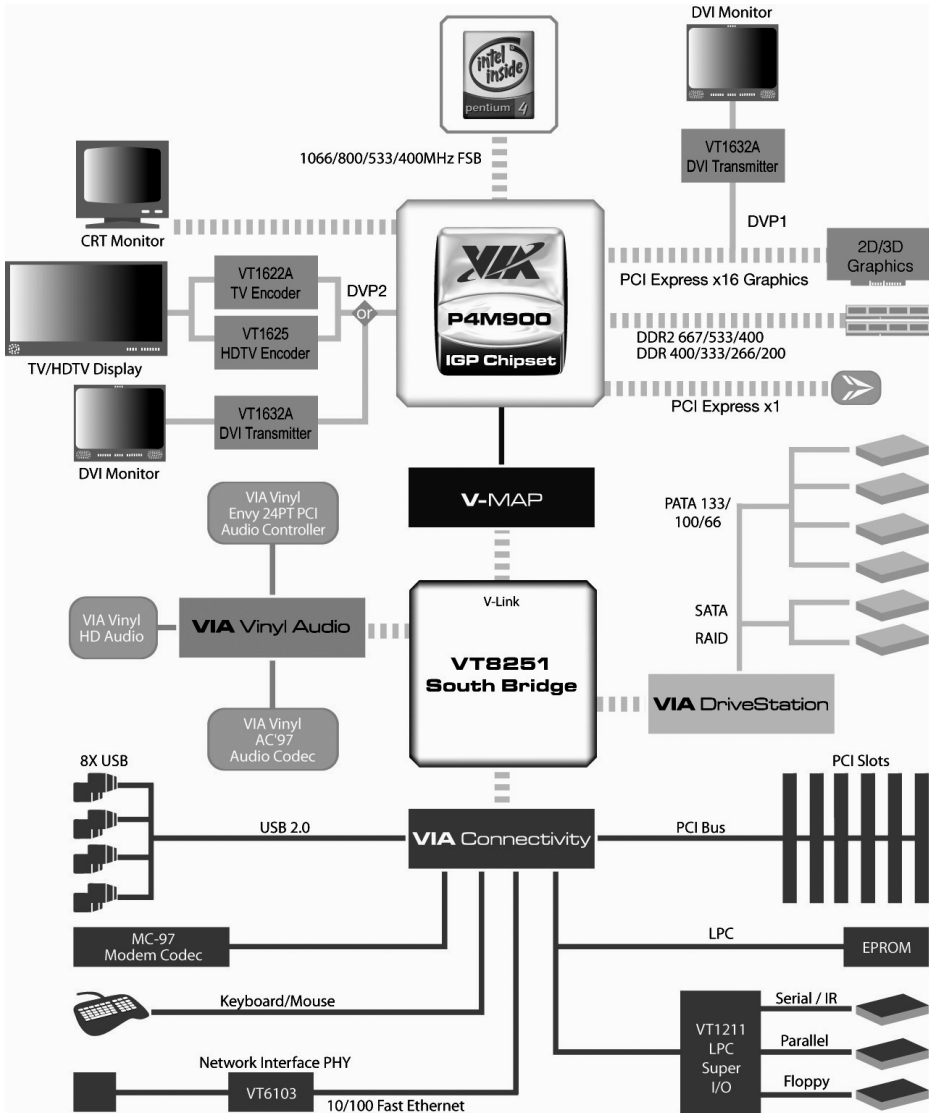 DVI Monitor
intel
inside
pentium 4
VT1632A
DVI Transmitter
1066/800/533/400MHz FSB
DVP1
CRT Monitor
VIA
P4M900
IGP Chipset
2D/3D
Graphics
PCI Express x16 Graphics
VT1622A
TV Encoder
DVP2
or
VT1625
HDTV Encoder
TV/HDTV Display
DDR2 667/533/400
DDR 400/333/266/200
PCI Express x1
VT1632A
DVI Transmitter
DVI Monitor
V-MAP
PATA 133/
100/66
VIA Vinyl
Envy 24PT PCI
Audio Controller
V-Link
VIA Vinyl
HD Audio
VIA Vinyl Audio
VT8251
South Bridge
SATA
RAID
VIA DriveStation
VIA Vinyl
AC'97
Audio Codec
8X USB
PCI Slots
USB 2.0
VIA Connectivity
PCI Bus
MC-97
Modem Codec
LPC
EPROM
Keyboard/Mouse
VT1211
LPC
Super
I/O
Serial / IR
Parallel
Floppy
Network Interface PHY
VT6103
10/100 Fast Ethernet